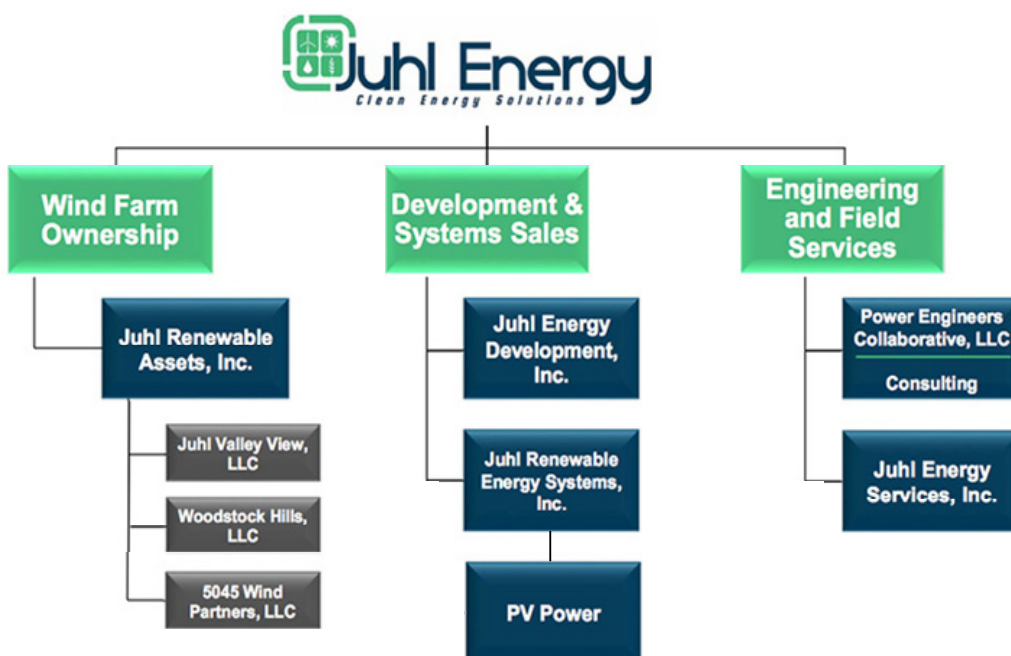 Juhl Energy
Clean Energy Solutions
Wind Farm
Ownership
Juhl Renewable
Assets, Inc.
Juhl Valley View,
LLC
Woodstock Hills,
LLC
5045 Wind
Partners, LLC
Development &
Systems Sales
Juhl Energy
Development,
Inc.
Juhl Renewable
Energy Systems,
Inc.
PV Power
Engineering
and Field
Services
Power Engineers
Collaborative, LLC
Consulting
Juhl Energy
Services, Inc.